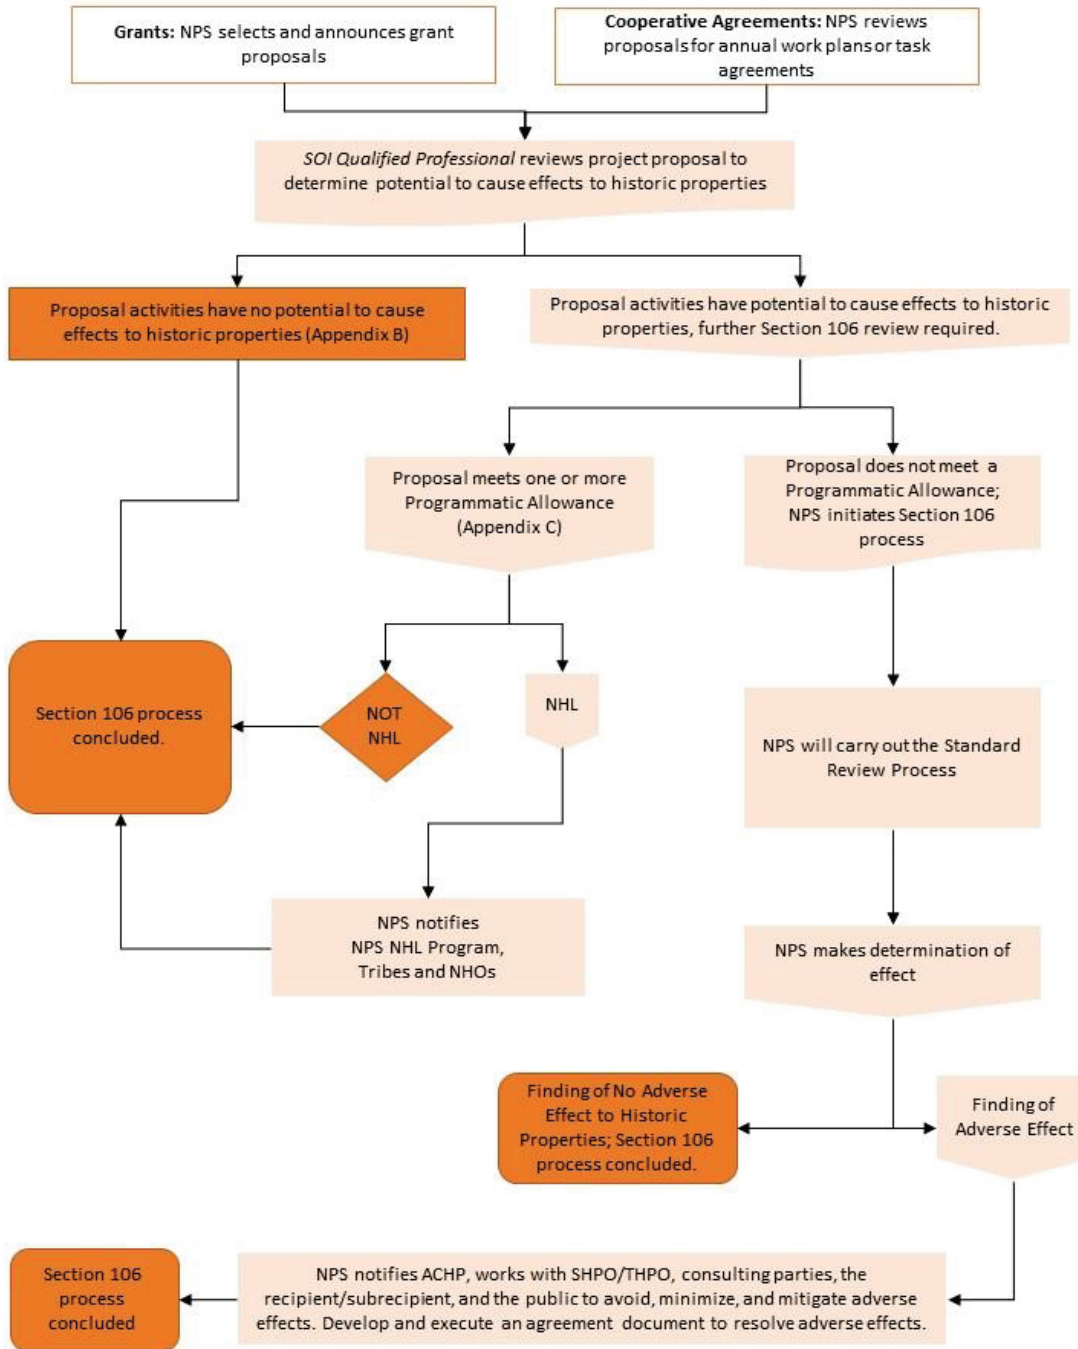 Grants: NPS selects and announces grant
proposals
Cooperative Agreements: NPS reviews
proposals for annual work plans or task
agreements
SOI Qualified Professional reviews project proposal to
determine potential to cause effects to historic properties
Proposal activities have no potential to cause
effects to historic properties (Appendix B)
Proposal activities have potential to cause effects to historic
properties, further Section 106 review required.
Proposal meets one or more
Programmatic Allowance
(Appendix C)
Proposal does not meet a
Programmatic Allowance;
NPS initiates Section 106
process
Section 106 process
concluded.
NOT
NHL
NHL
NPS will carry out the Standard
Review Process
NPS notifies
NPS NHL Program,
Tribes and NHOs
NPS makes determination of
effect
Finding of No Adverse
Effect to Historic
Properties; Section 106
process concluded.
Finding of
Adverse Effect
Section 106
process
concluded
NPS notifies ACHP, works with SHPO/THPO, consulting parties, the
recipient/subrecipient, and the public to avoid, minimize, and mitigate adverse
effects. Develop and execute an agreement document to resolve adverse effects.